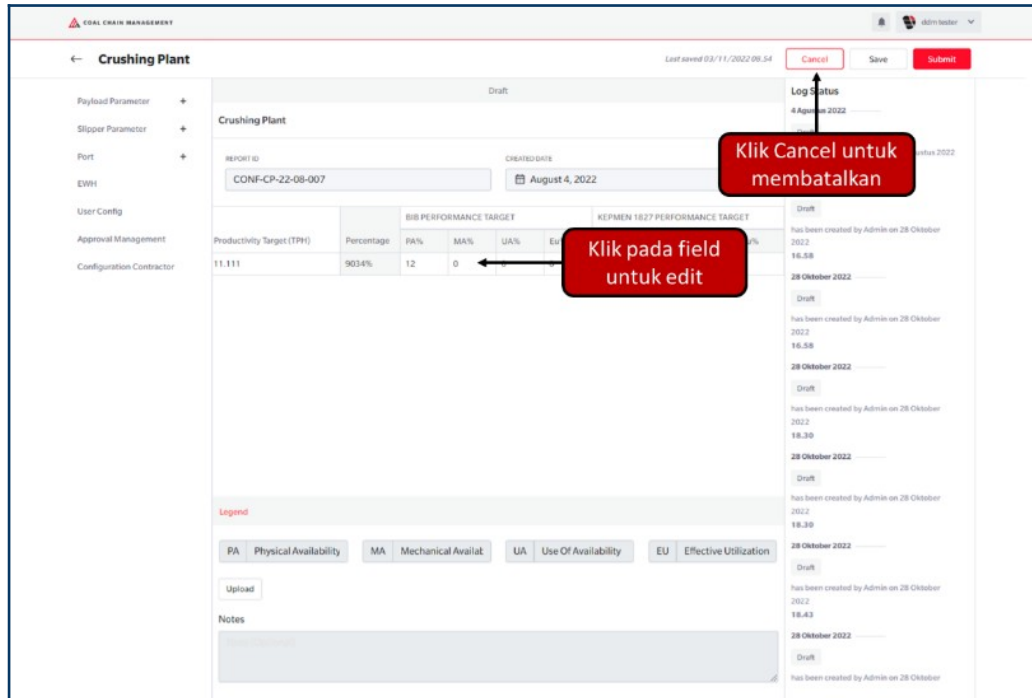 COAL CHAIN MANAGEMENT
ddm tester
← Crushing Plant
Last saved 03/11/2022 09.54
Cancel
Save
Submit
Payload Parameter +
Slipper Parameter +
Port +
EWH
User Config
Approval Management
Configuration Contractor
Draft
Crushing Plant
REPORT ID
CONF-CP-22-08-007
CREATED DATE
August 4, 2022
BIB PERFORMANCE TARGET
KEPMEN 1827 PERFORMANCE TARGET
Productivity Target (TPH) Percentage PA% MA% UA%
11.111 9034% 12 0
Klik Cancel untuk
membatalkan
Klik pada field
untuk edit
Legend
PA Physical Availability
MA Mechanical Availat
UA Use Of Availability
EU Effective Utilization
Upload
Notes
Log Status
4 Agustus 2022
2022
Draft
has been created by Admin on 28 Oktober
2022
16.58
28 Oktober 2022
Draft
has been created by Admin on 28 Oktober
2022
16.58
28 Oktober 2022
Draft
has been created by Admin on 28 Oktober
2022
18.30
28 Oktober 2022
Draft
has been created by Admin on 28 Oktober
2022
18.30
28 Oktober 2022
Draft
has been created by Admin on 28 Oktober
2022
18.43
28 Oktober 2022
Draft
has been created by Admin on 28 Oktober